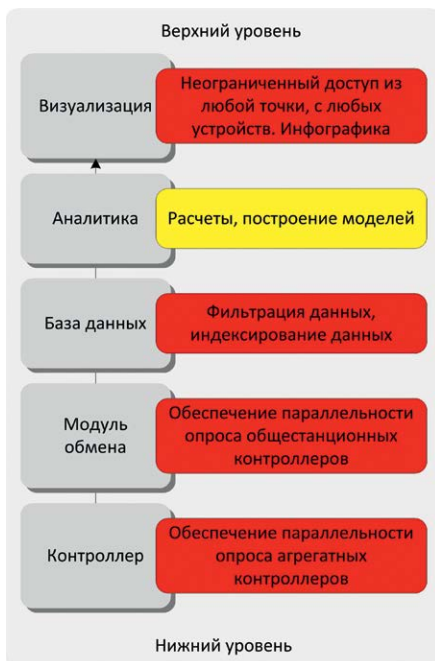 Верхний уровень
Визуализация
Неограниченный доступ из
любой точки, с любых
устройств. Инфографика
Аналитика
Расчеты, построение моделей
База данных
Фильтрация данных,
индексирование данных
Модуль
обмена
Обеспечение параллельности
опроса общестанционных
контроллеров
Контроллер
Обеспечение параллельности
опроса агрегатных
контроллеров
Нижний уровень